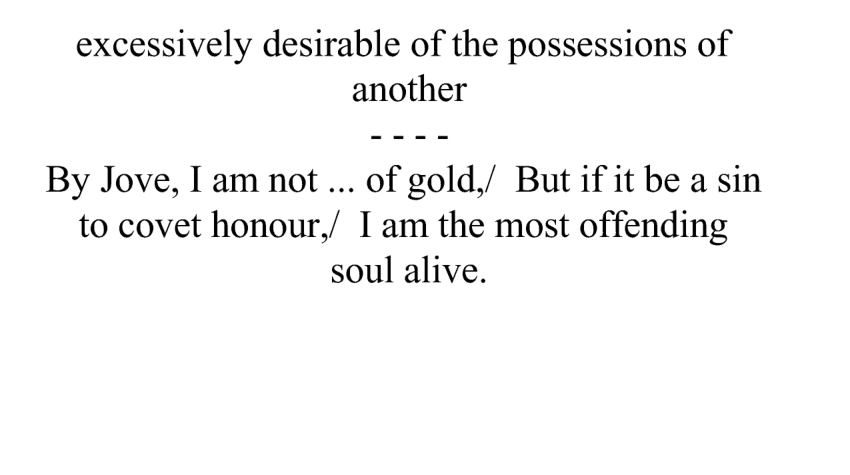 excessively desirable of the possessions of
another
- - - -
By Jove, I am not ... of gold,/  But if it be a sin
to covet honour,/  I am the most offending
soul alive.